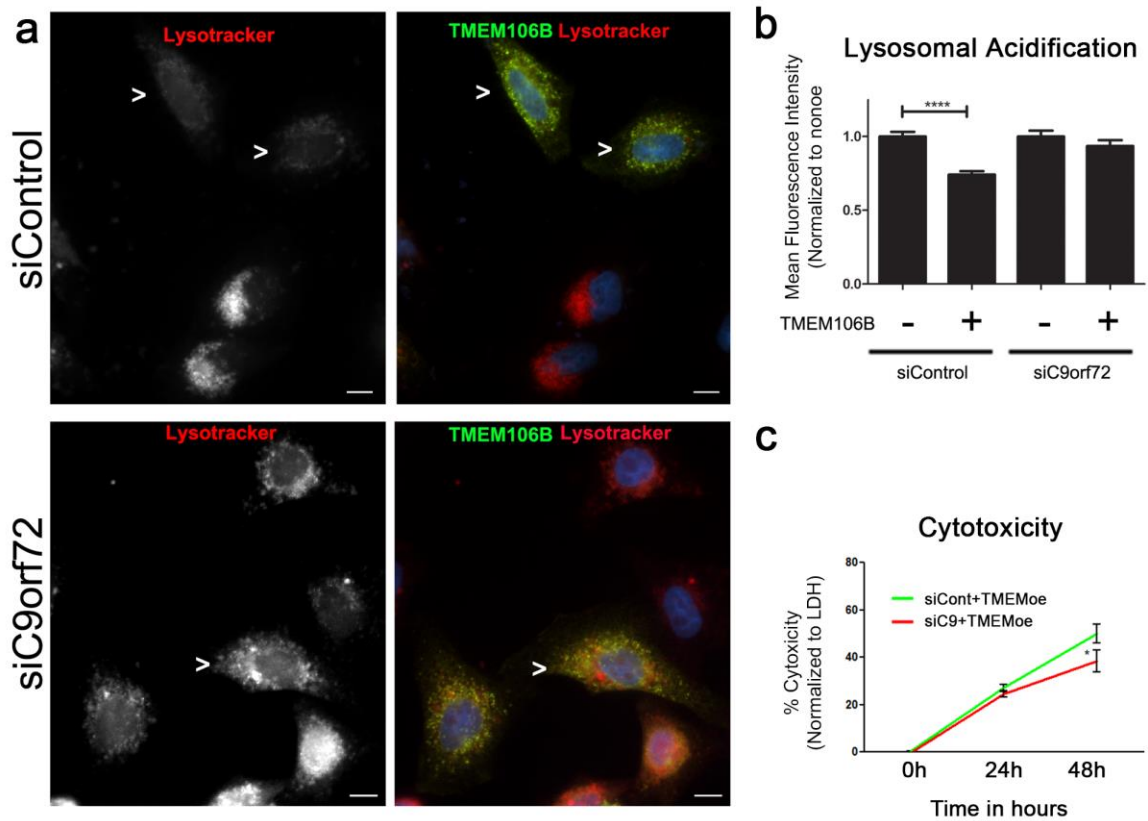 a
siControl
Lysotracker
>
>
TMEM106B Lysotracker
>
>
siC9orf72
Lysotracker
>
TMEM106B Lysotracker
>
b
Lysosomal Acidification
Mean Fluorescence Intensity
(Normalized to nonoe
****
1.0
0.5
0.0
TMEM106B - + - +
siControl siC9orf72
c
Cytotoxicity
% Cytoxicity
(Normalized to LDH)
80
60
40
20
0
siCont+TMEMoe
siC9+TMEMoe
*
0h 24h 48h
Time in hours